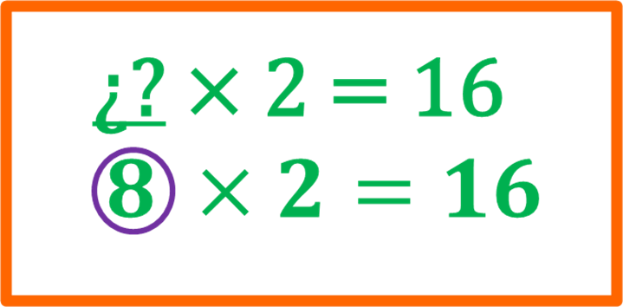 ¿? × 2 = 16
8 × 2 = 16